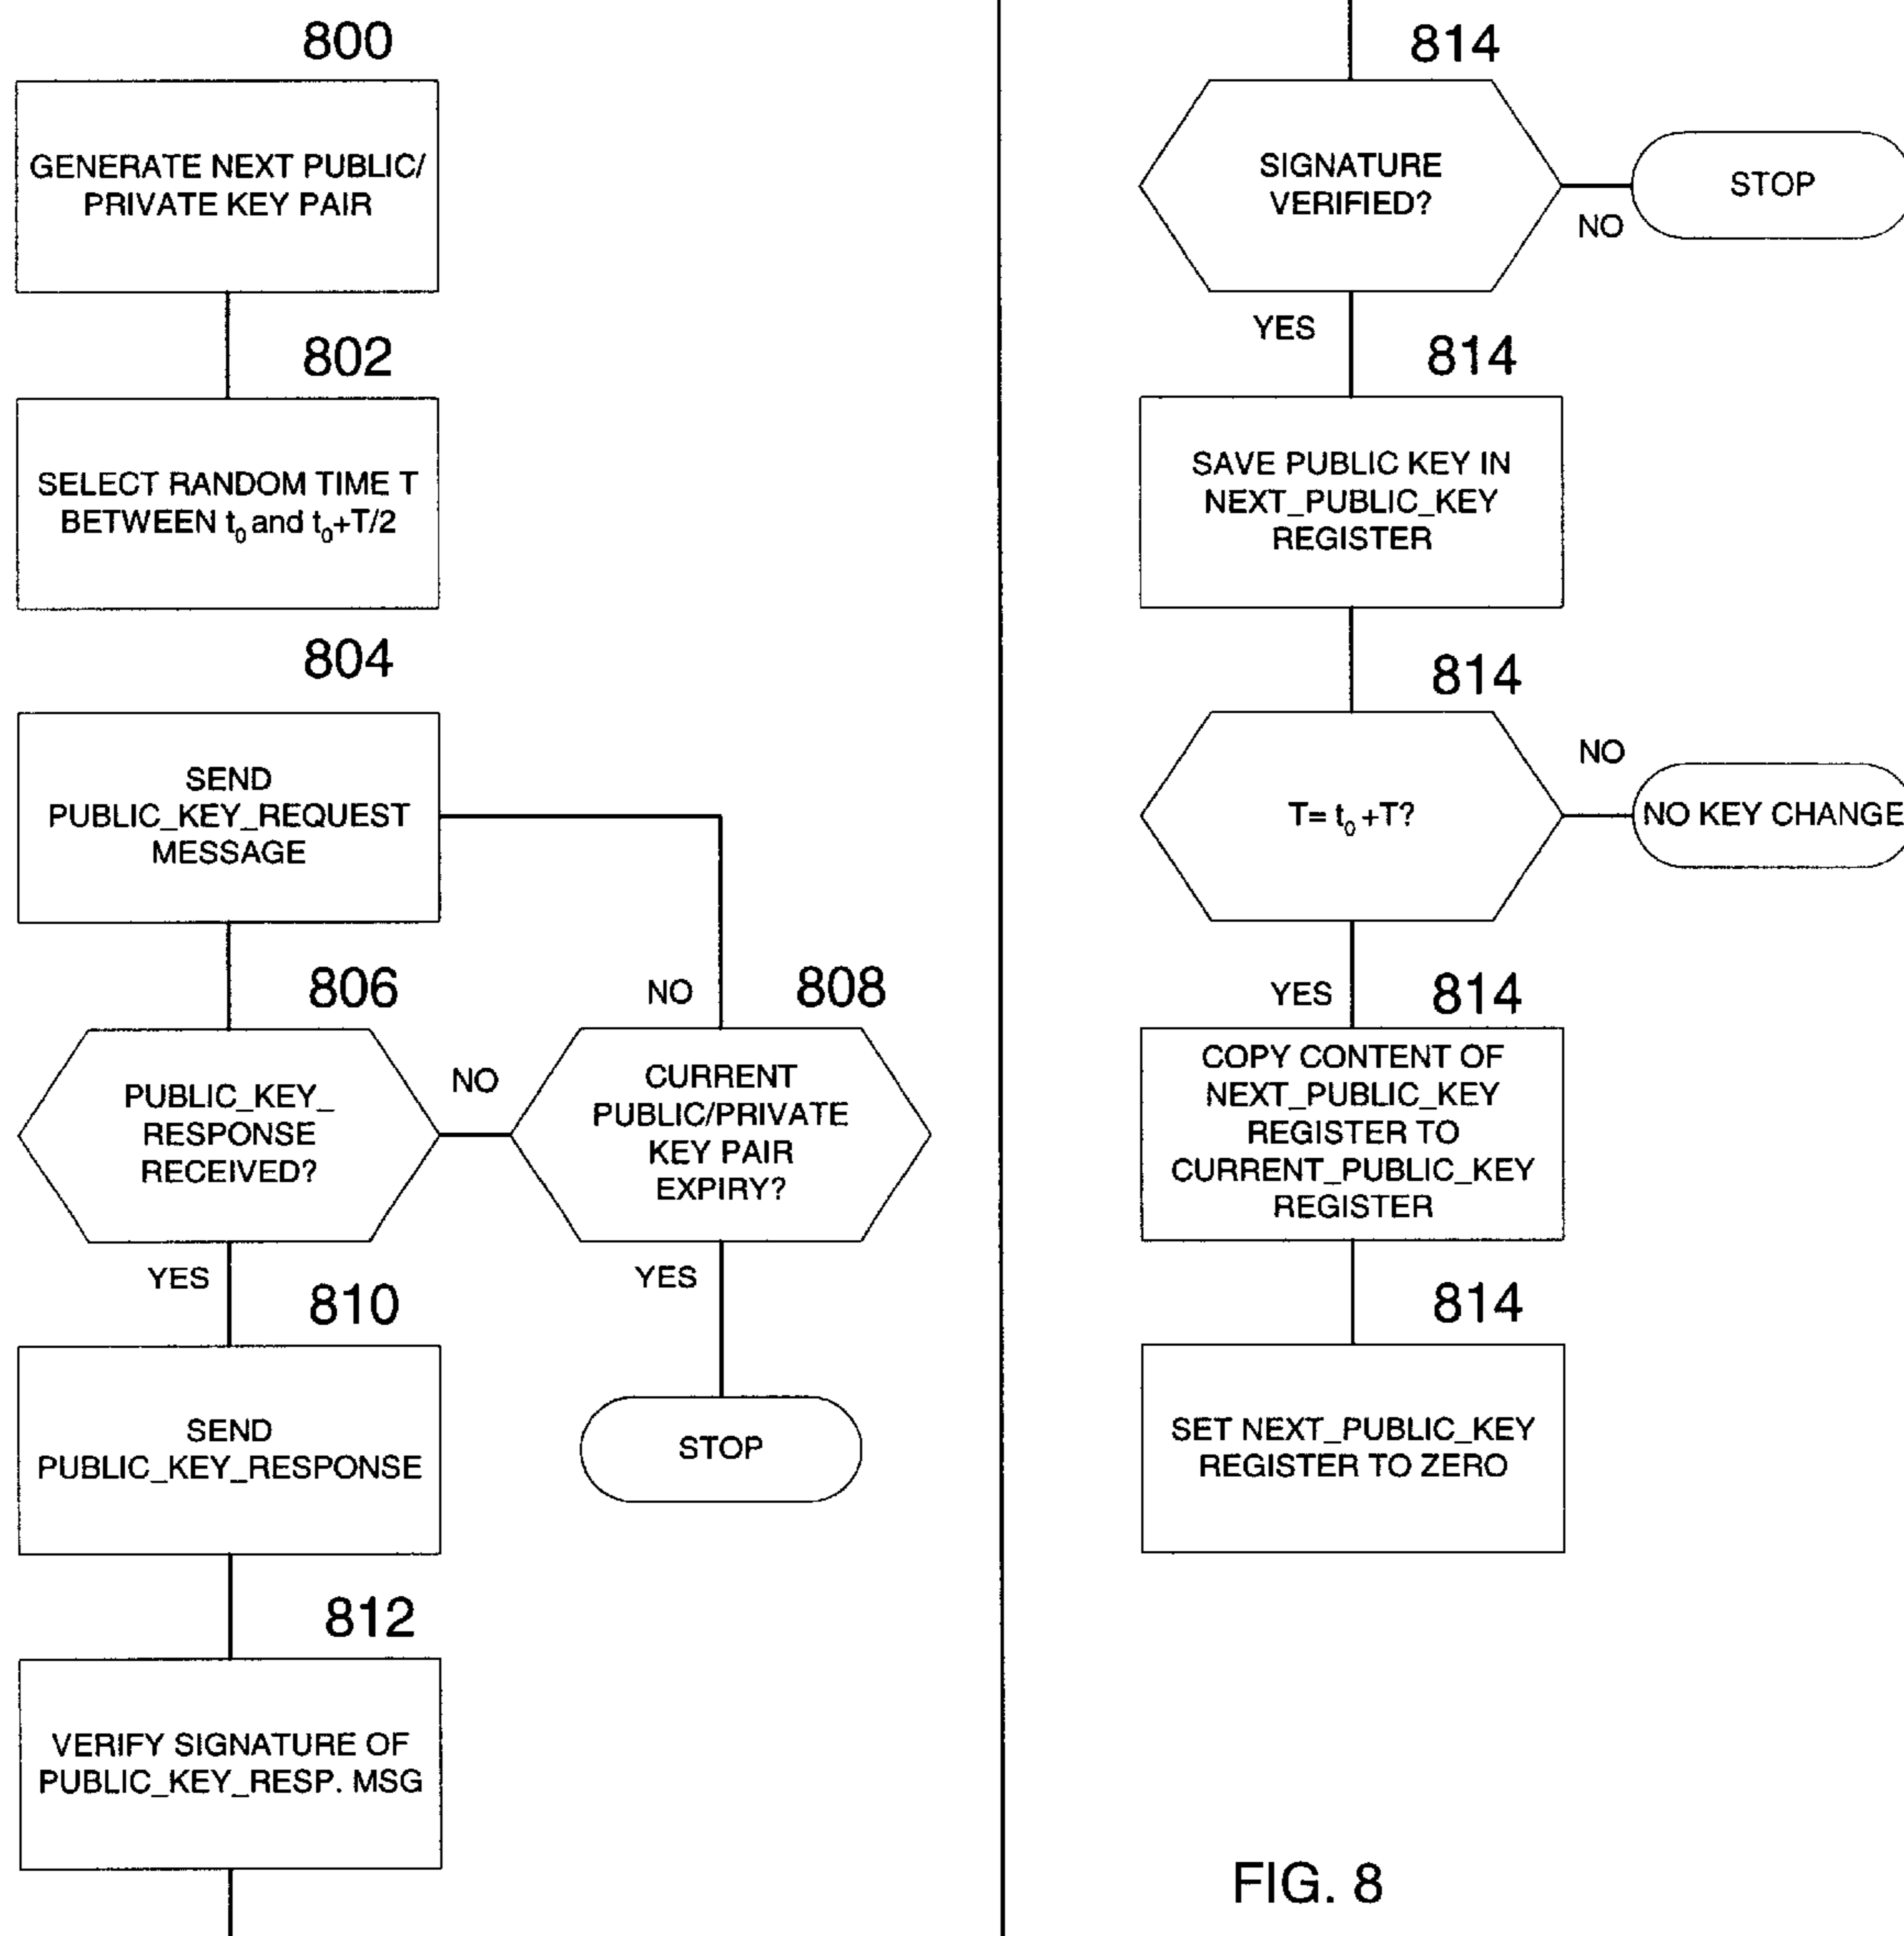 800
GENERATE NEXT PUBLIC/
PRIVATE KEY PAIR
802
SELECT RANDOM TIME T
BETWEEN t₀ and t₀+T/2
804
SEND
PUBLIC_KEY_REQUEST
MESSAGE
806
PUBLIC_KEY_
RESPONSE
RECEIVED?
NO
NO
808
CURRENT
PUBLIC/PRIVATE
KEY PAIR
EXPIRY?
YES
STOP
YES
810
SEND
PUBLIC_KEY_RESPONSE
812
VERIFY SIGNATURE OF
PUBLIC_KEY_RESP. MSG
814
SIGNATURE
VERIFIED?
NO
STOP
YES
814
SAVE PUBLIC KEY IN
NEXT_PUBLIC_KEY
REGISTER
814
T= t₀ +T?
NO
NO KEY CHANGE
YES
814
COPY CONTENT OF
NEXT_PUBLIC_KEY
REGISTER TO
CURRENT_PUBLIC_KEY
REGISTER
814
SET NEXT_PUBLIC_KEY
REGISTER TO ZERO
FIG. 8